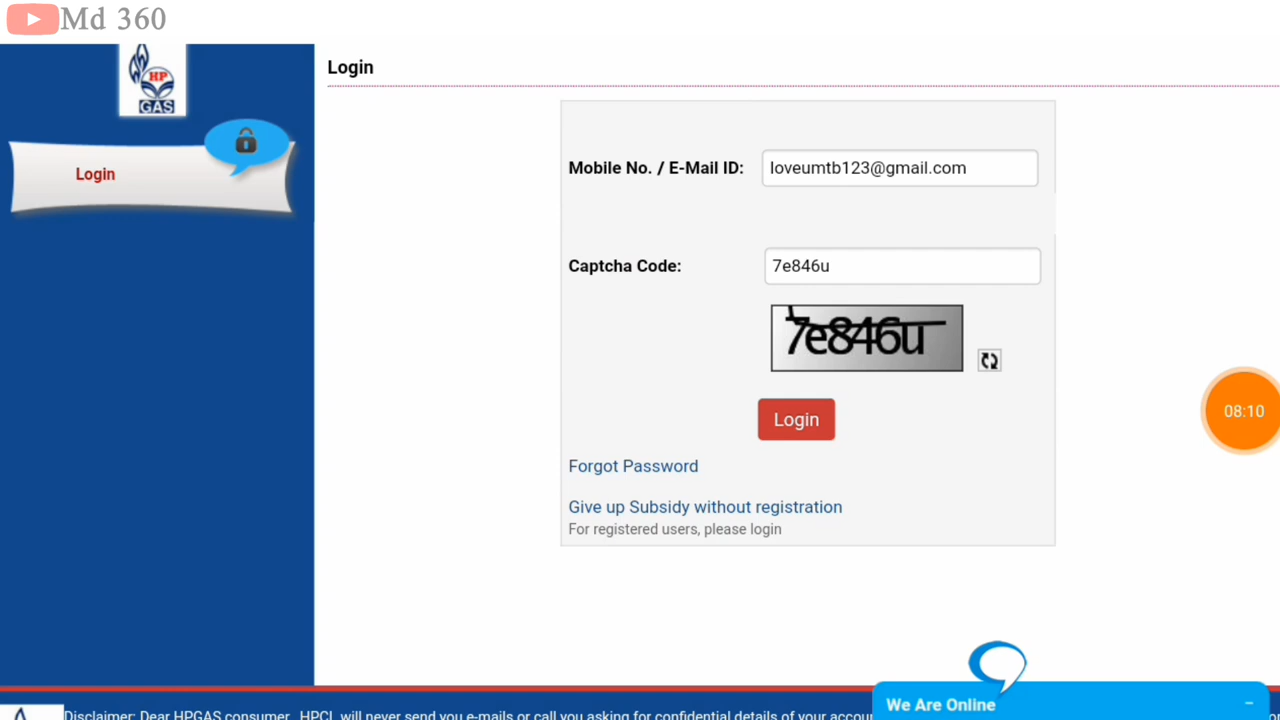 Md 360
HP
GAS
Login
Login
Mobile No. / E-Mail ID: loveumtb123@gmail.com
Captcha Code: 7e846u
7e846u
Login
Forgot Password
Give up Subsidy without registration
For registered users, please login
08:10
We Are Online
Disclaimer: Dear HPGAS consumer, HPCL will never send you e-mails or call you asking for confidential details of your